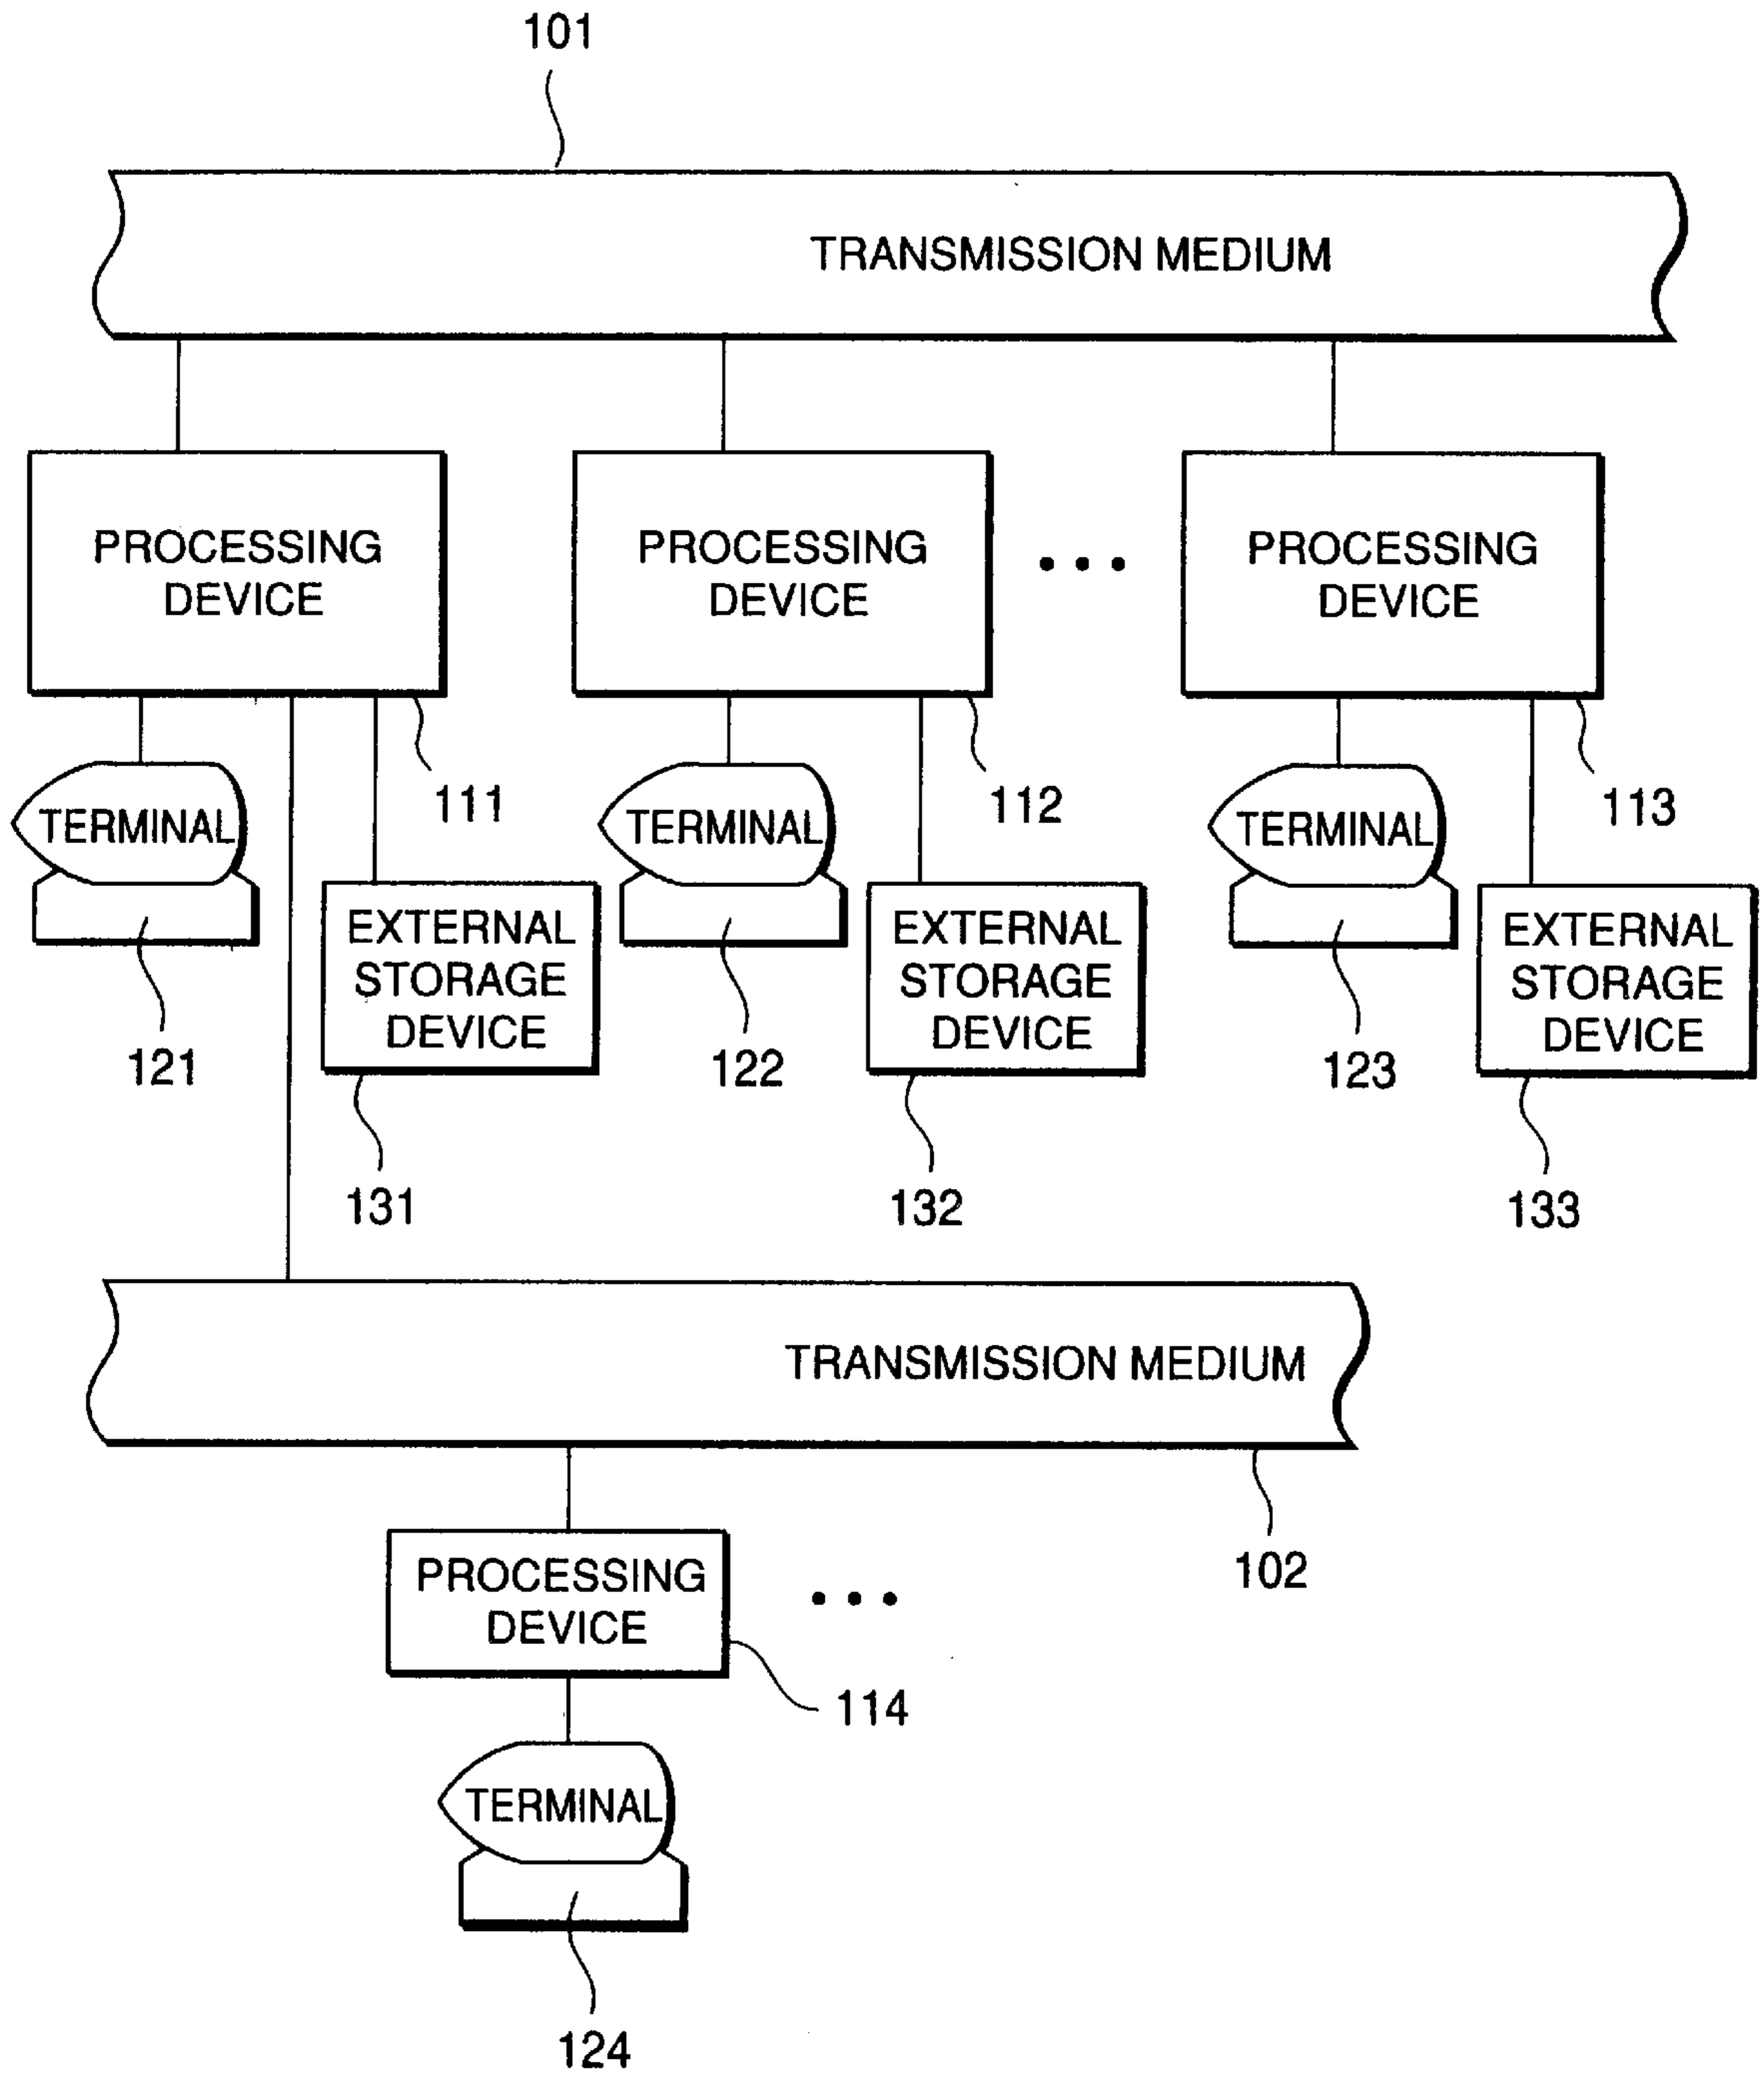 101
TRANSMISSION MEDIUM
PROCESSING
DEVICE
PROCESSING
DEVICE
PROCESSING
DEVICE
111
112
113
TERMINAL
TERMINAL
TERMINAL
EXTERNAL
STORAGE
DEVICE
EXTERNAL
STORAGE
DEVICE
EXTERNAL
STORAGE
DEVICE
121
122
123
131
132
133
TRANSMISSION MEDIUM
102
PROCESSING
DEVICE
114
TERMINAL
124